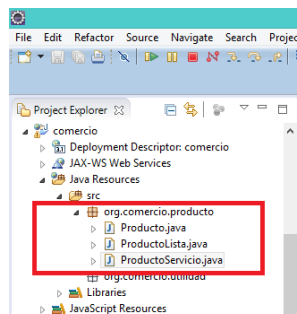 File Edit Refactor Source Navigate Search Projec
Project Explorer
comercio
Deployment Descriptor: comercio
JAX-WS Web Services
Java Resources
src
org.comercio.producto
Producto.java
ProductoLista.java
ProductoServicio.java
org.comercio.utilidad
Libraries
JavaScript Resources